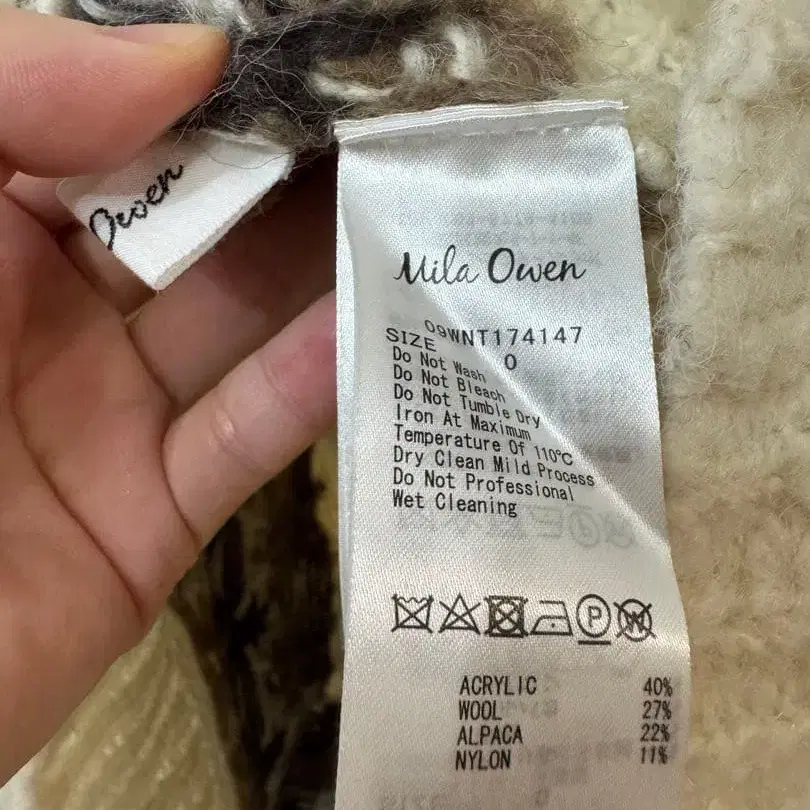 Owen
Mila Owen
09WNT174147
SIZE 0
Do Not Wash
Do Not Bleach
Do Not Tumble Dry
Iron At Maximum
Temperature Of 110℃
Dry Clean Mild Process
Do Not Professional
Wet Cleaning
P W
ACRYLIC 40%
WOOL 27%
ALPACA 22%
NYLON 11%